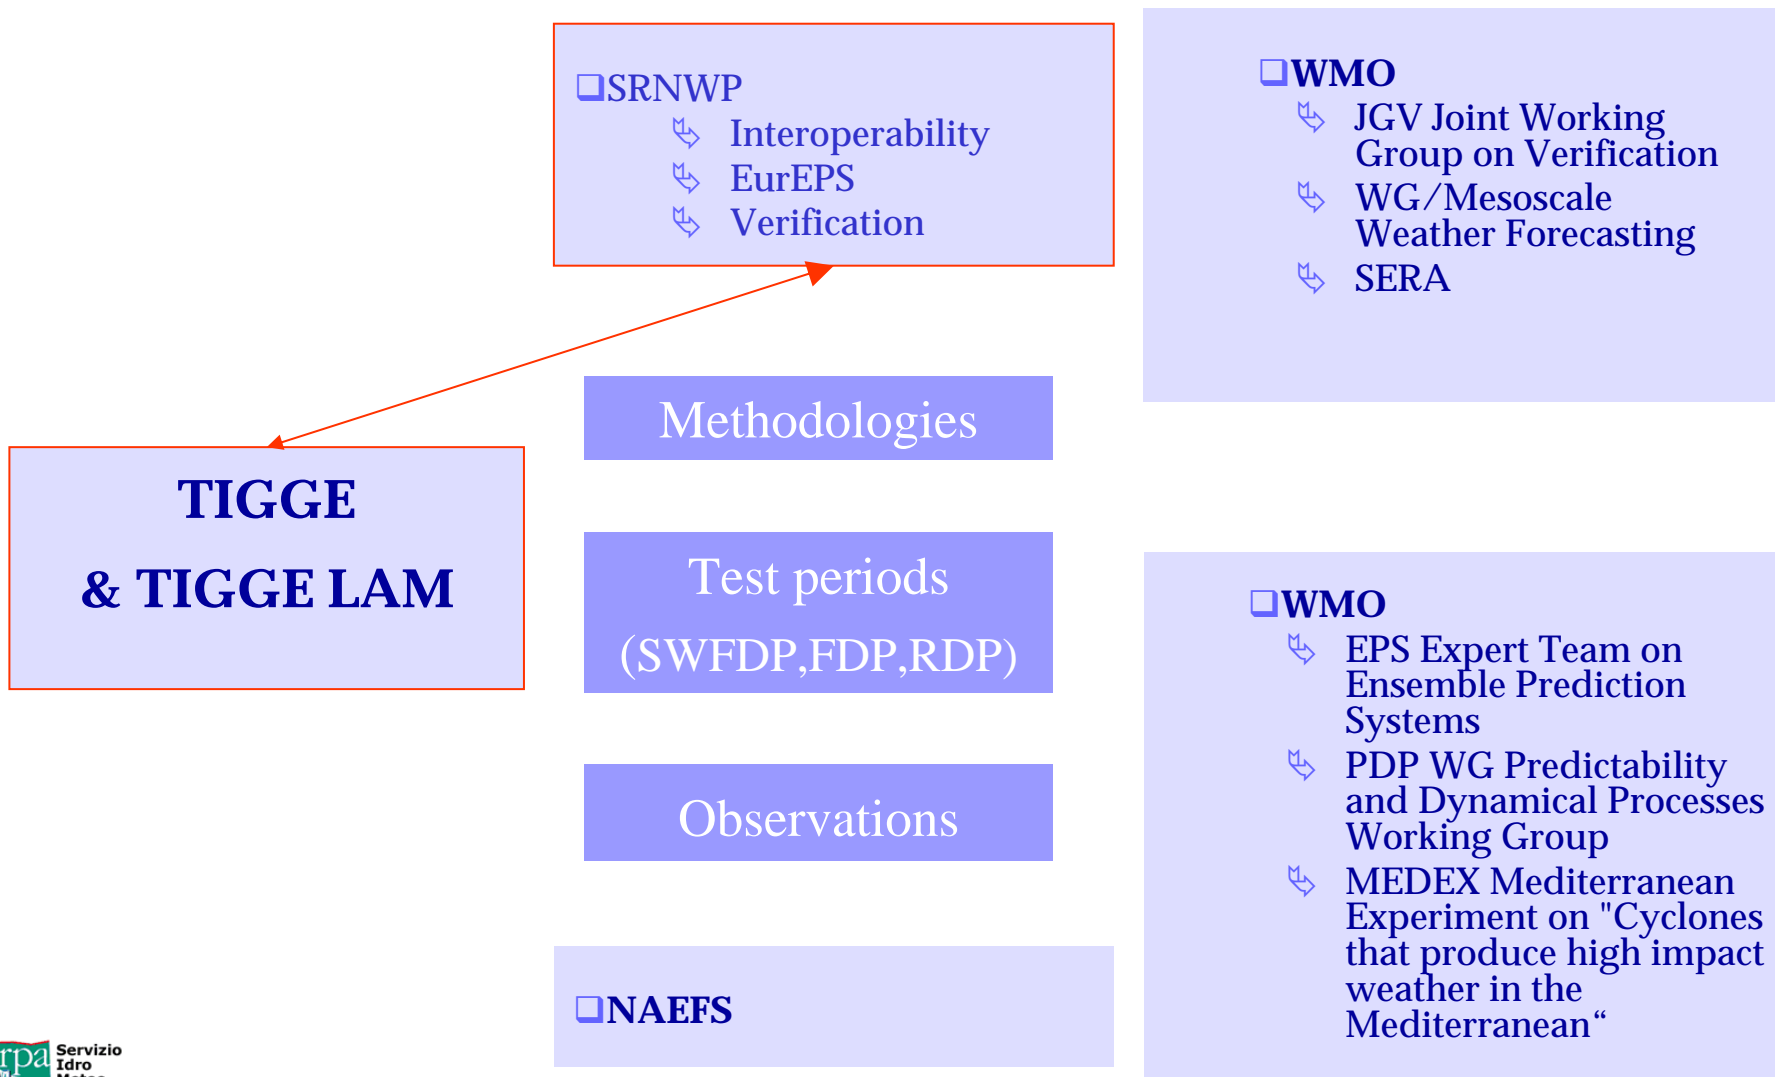 SRNWP
Interoperability
EurEPS
Verification
WMO
JGV Joint Working
Group on Verification
WG/Mesoscale
Weather Forecasting
SERA
Methodologies
TIGGE
& TIGGE LAM
Test periods
(SWFDP,FDP,RDP)
Observations
WMO
EPS Expert Team on
Ensemble Prediction
Systems
PDP WG Predictability
and Dynamical Processes
Working Group
MEDEX Mediterranean
Experiment on "Cyclones
that produce high impact
weather in the
Mediterranean“
NAEFS
rpa
Servizio
Idro